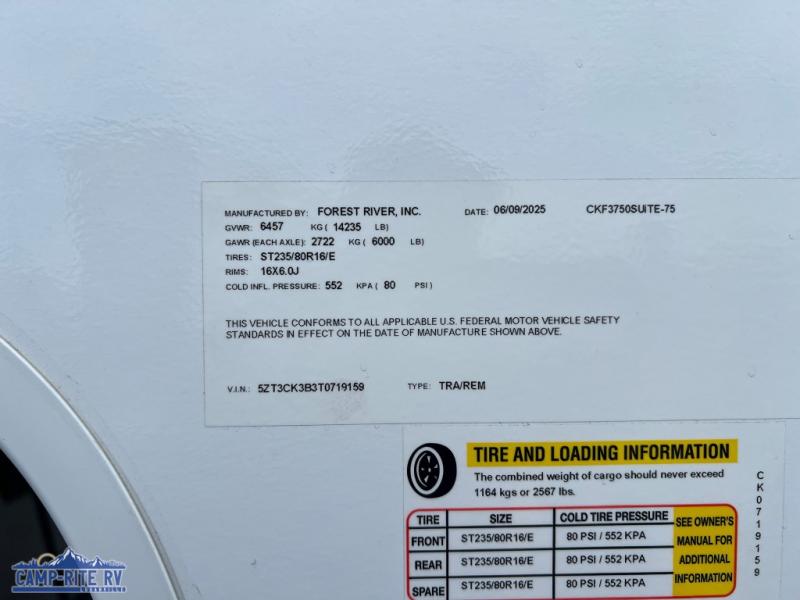 MANUFACTURED BY: FOREST RIVER, INC. DATE: 06/09/2025 CKF3750SUITE-75
GVWR: 6457 KG ( 14235 LB)
GAWR (EACH AXLE): 2722 KG ( 6000 LB)
TIRES: ST235/80R16/E
RIMS: 16X6.0J
COLD INFL. PRESSURE: 552 KPA ( 80 PSI )
THIS VEHICLE CONFORMS TO ALL APPLICABLE U.S. FEDERAL MOTOR VEHICLE SAFETY
STANDARDS IN EFFECT ON THE DATE OF MANUFACTURE SHOWN ABOVE.
V.I.N.: 5ZT3CK3B3T0719159 TYPE: TRA/REM
TIRE AND LOADING INFORMATION
The combined weight of cargo should never exceed
1164 kgs or 2567 lbs.
TIRE SIZE COLD TIRE PRESSURE
FRONT ST235/80R16/E 80 PSI / 552 KPA
REAR ST235/80R16/E 80 PSI / 552 KPA
SPARE ST235/80R16/E 80 PSI / 552 KPA
SEE OWNER'S
MANUAL FOR
ADDITIONAL
INFORMATION
CK0719159
CAMP-RITE RV